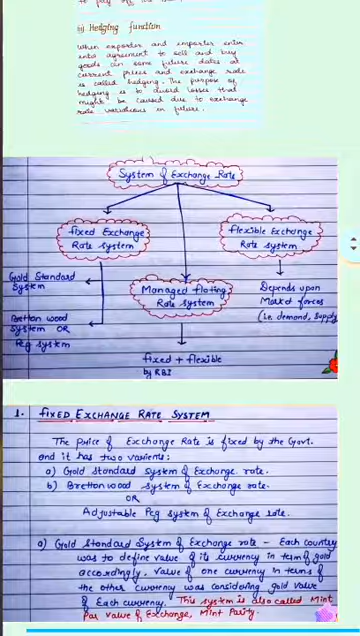 to pay off
ii) Hedging function
When exporter and importer enter
into agreement to sell and buy
goods on some future dates at
current prices and exchange rate
is called hedging. The purpose of
hedging is to avoid losses that
might be caused due to exchange
rate variations in future.
System of Exchange Rate
fixed Exchange
Rate system
flexible Exchange
Rate system
Gold Standard
System
Managed floting
Rate system
Depends upon
Market forces
(i.e. demand, Supply
Bretton wood
System OR
Peg system
fixed + flexible
by RBI
1. FIXED EXCHANGE RATE SYSTEM
The price of Exchange Rate is fixed by the Govt.
and it has two varients:
a) Gold Standard System of Exchange rate.
b) Bretton wood system of Exchange rate.
OR
Adjustable Peg system of Exchange rate.
a) Gold Standard System of Exchange rate - Each Country
was to define value of its currency in term of gold
accordingly, value of one currency in terms of
the other currency was considering gold value
of Each currency. This system is also called Mint
Par Value of Exchange, Mint Parity.